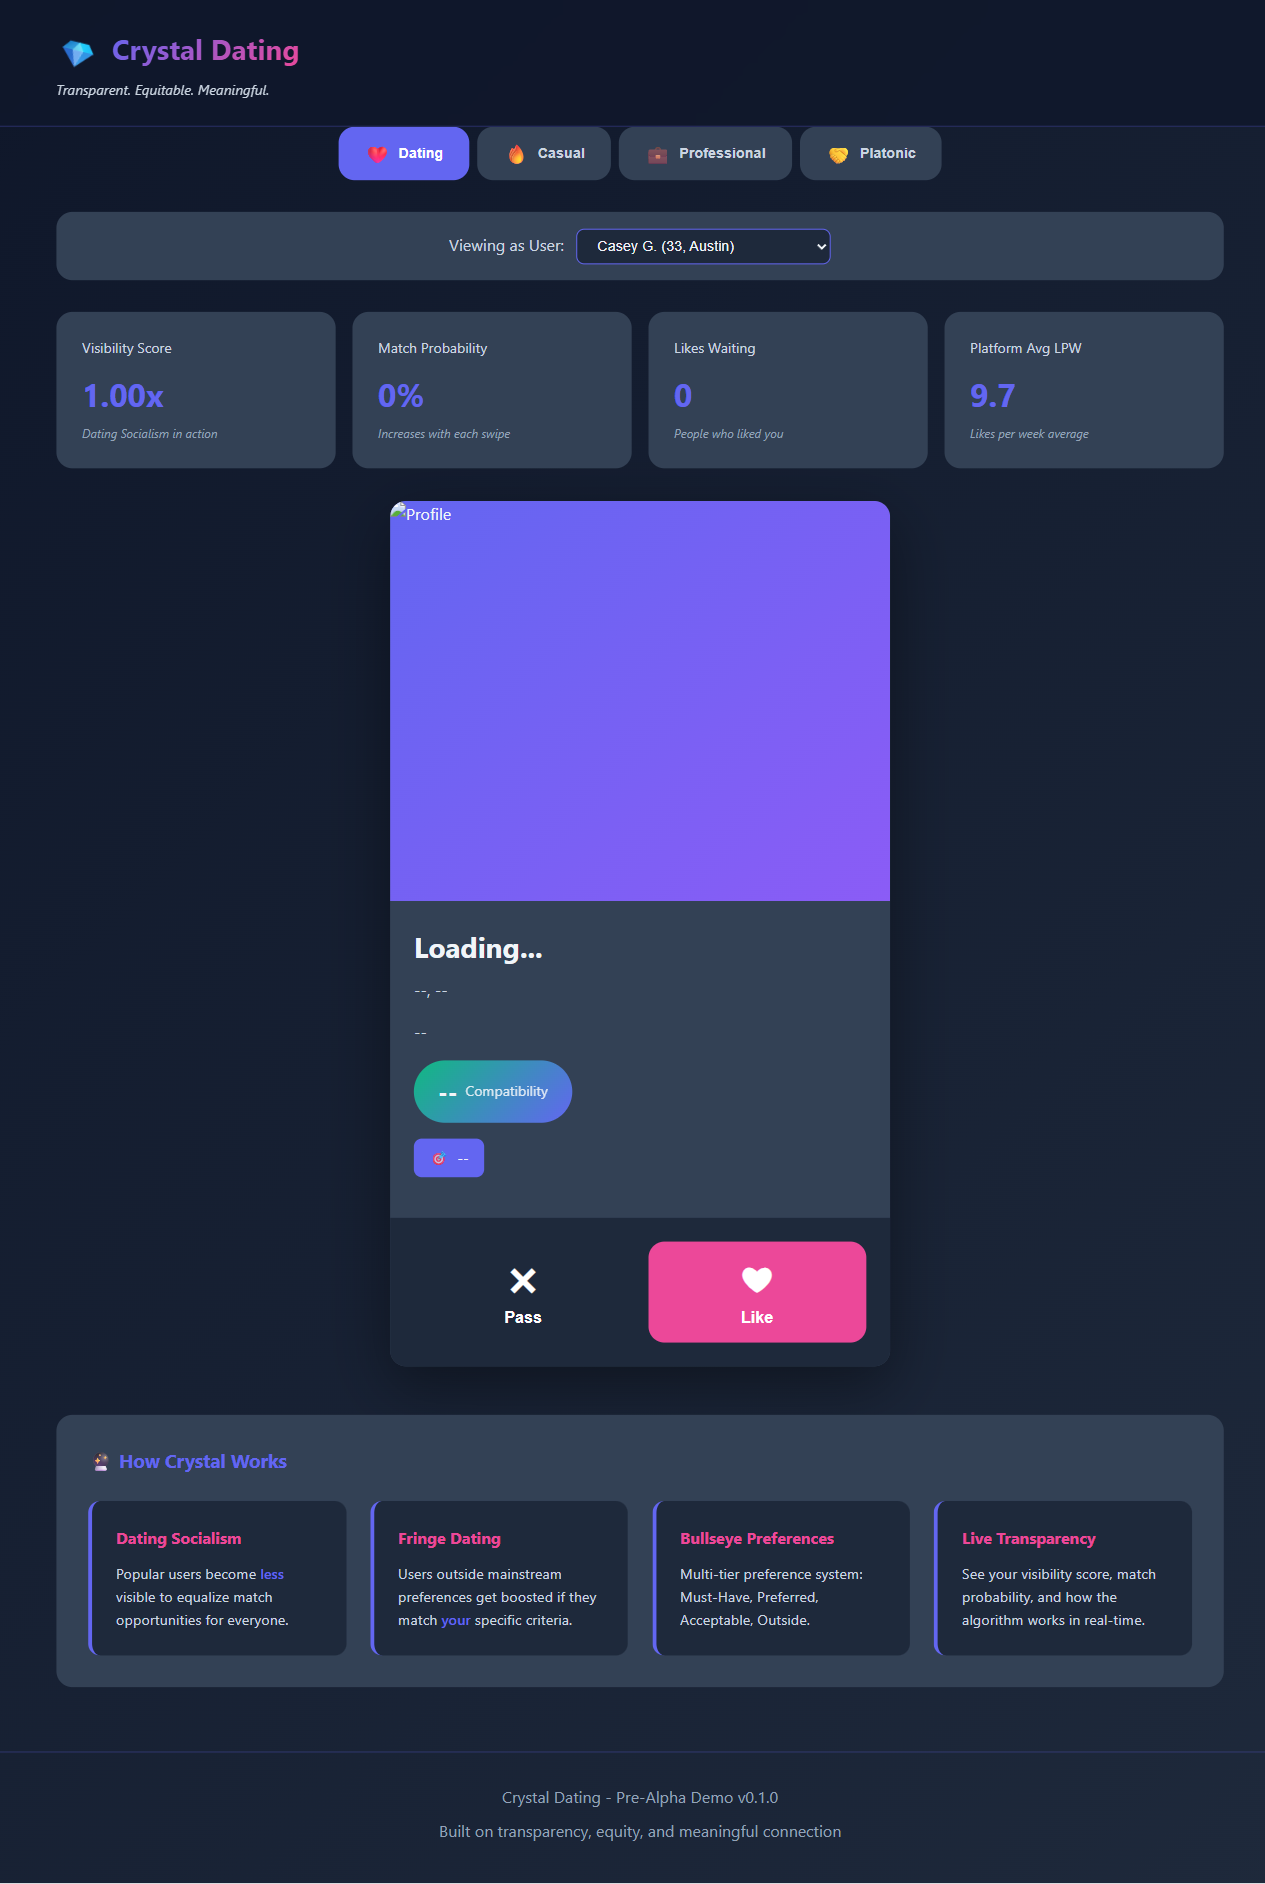 Crystal Dating
Transparent. Equitable. Meaningful.
Dating
Casual
Professional
Platonic
Viewing as User:
Casey G. (33, Austin)
Visibility Score
1.00x
Dating Socialism in action
Match Probability
0%
Increases with each swipe
Likes Waiting
0
People who liked you
Platform Avg LPW
9.7
Likes per week average
Profile
Loading...
--, --
--
-- Compatibility
--
Pass
Like
How Crystal Works
Dating Socialism
Popular users become less
visible to equalize match
opportunities for everyone.
Fringe Dating
Users outside mainstream
preferences get boosted if they
match your specific criteria.
Bullseye Preferences
Multi-tier preference system:
Must-Have, Preferred,
Acceptable, Outside.
Live Transparency
See your visibility score, match
probability, and how the
algorithm works in real-time.
Crystal Dating - Pre-Alpha Demo v0.1.0
Built on transparency, equity, and meaningful connection